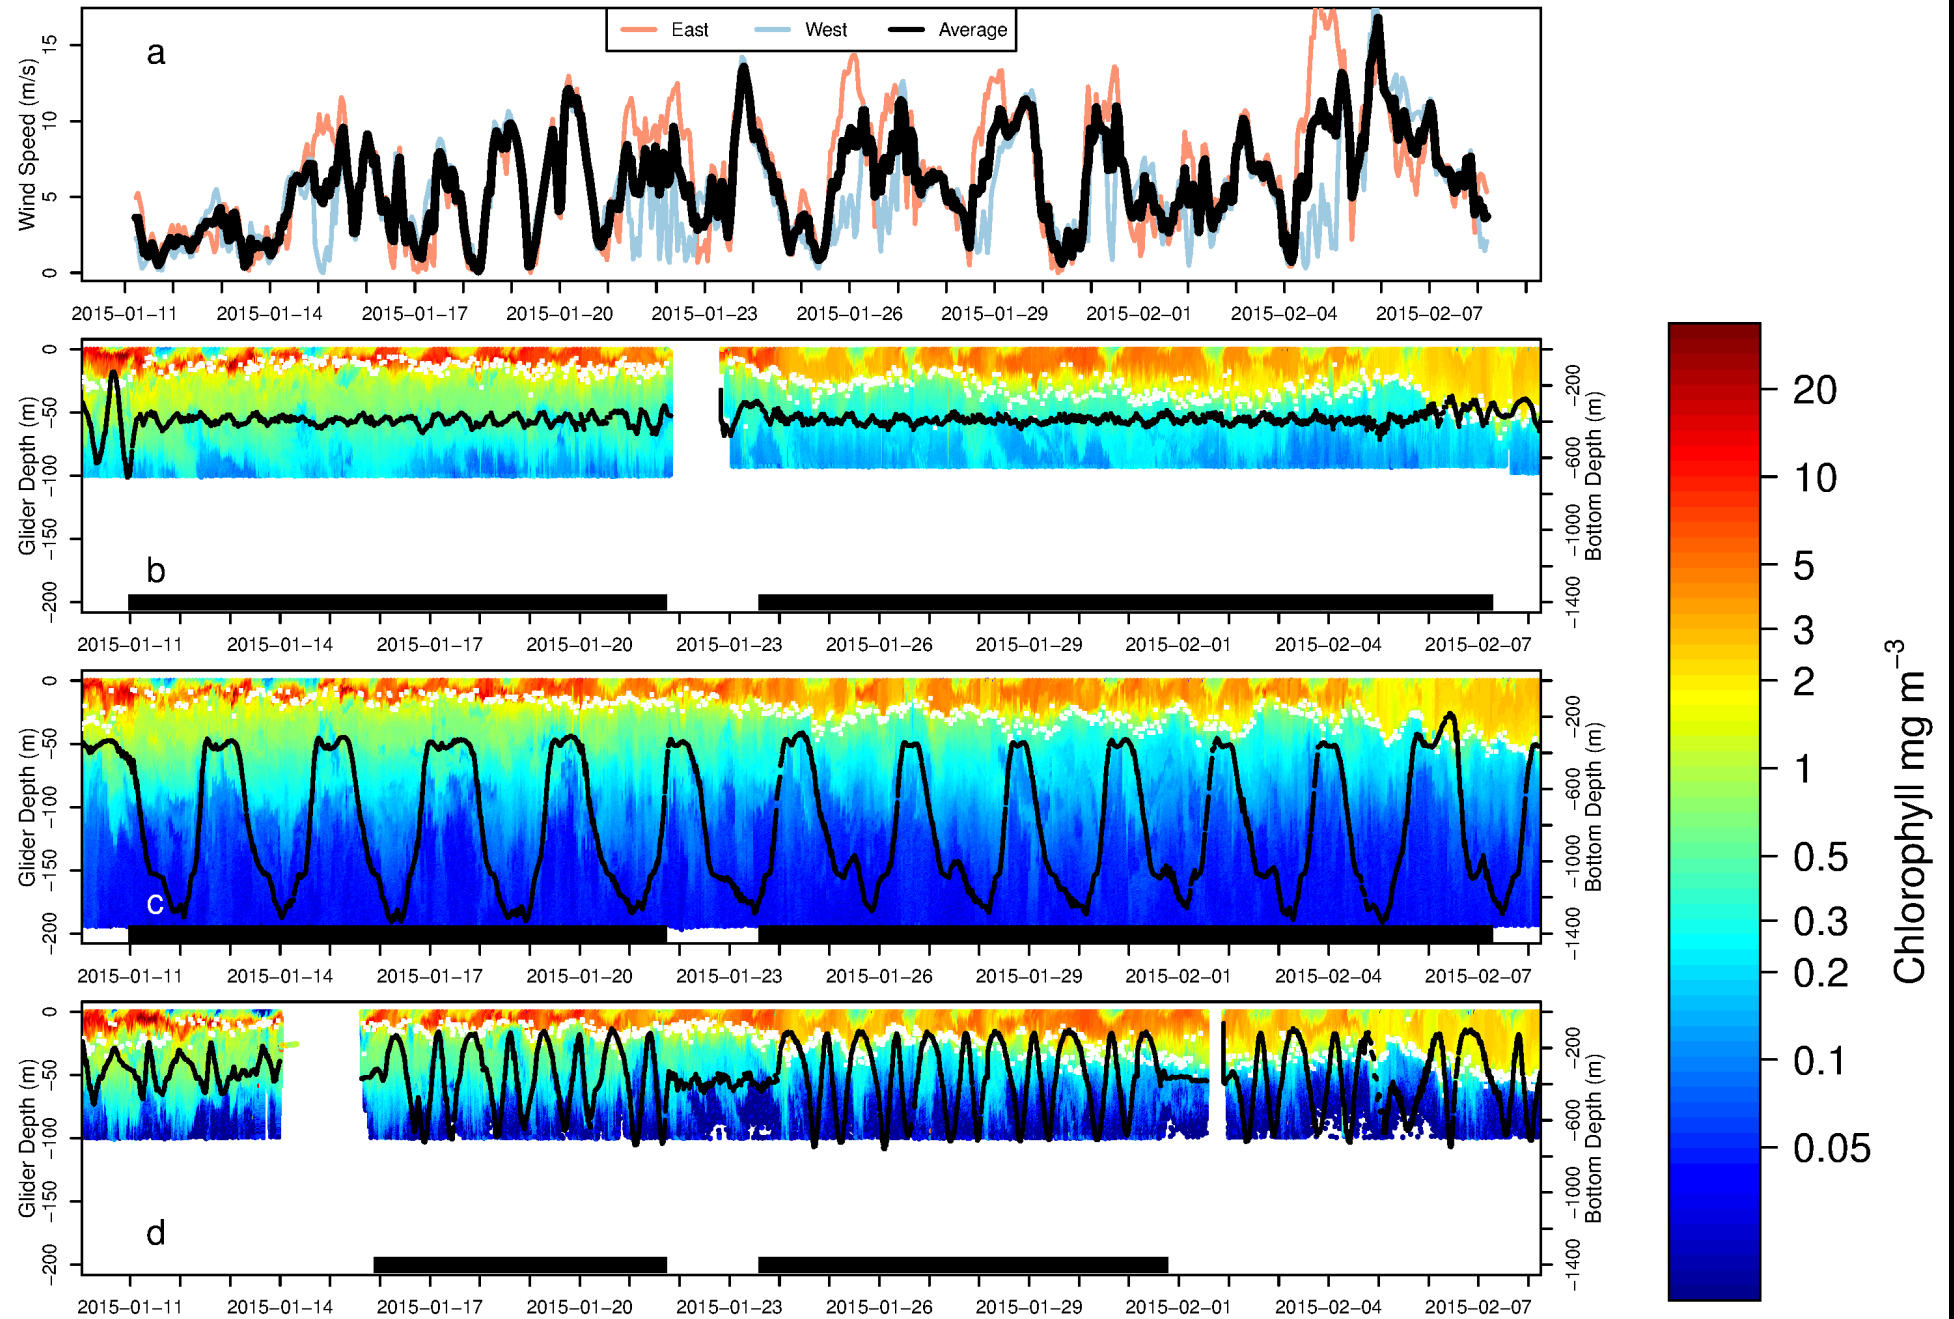 a
East West Average
Wind Speed (m/s)
0 5 10 15
2015−01−11 2015−01−14 2015−01−17 2015−01−20 2015−01−23 2015−01−26 2015−01−29 2015−02−01 2015−02−04 2015−02−07
b
Glider Depth (m)
0 −50 −100 −150 −200
Bottom Depth (m)
−200 −600 −1000 −1400
2015−01−11 2015−01−14 2015−01−17 2015−01−20 2015−01−23 2015−01−26 2015−01−29 2015−02−01 2015−02−04 2015−02−07
c
Glider Depth (m)
0 −50 −100 −150 −200
Bottom Depth (m)
−200 −600 −1000 −1400
2015−01−11 2015−01−14 2015−01−17 2015−01−20 2015−01−23 2015−01−26 2015−01−29 2015−02−01 2015−02−04 2015−02−07
d
Glider Depth (m)
0 −50 −100 −150 −200
Bottom Depth (m)
−200 −600 −1000 −1400
2015−01−11 2015−01−14 2015−01−17 2015−01−20 2015−01−23 2015−01−26 2015−01−29 2015−02−01 2015−02−04 2015−02−07
20
10
5
3
2
1
0.5
0.3
0.2
0.1
0.05
Chlorophyll mg m⁻³